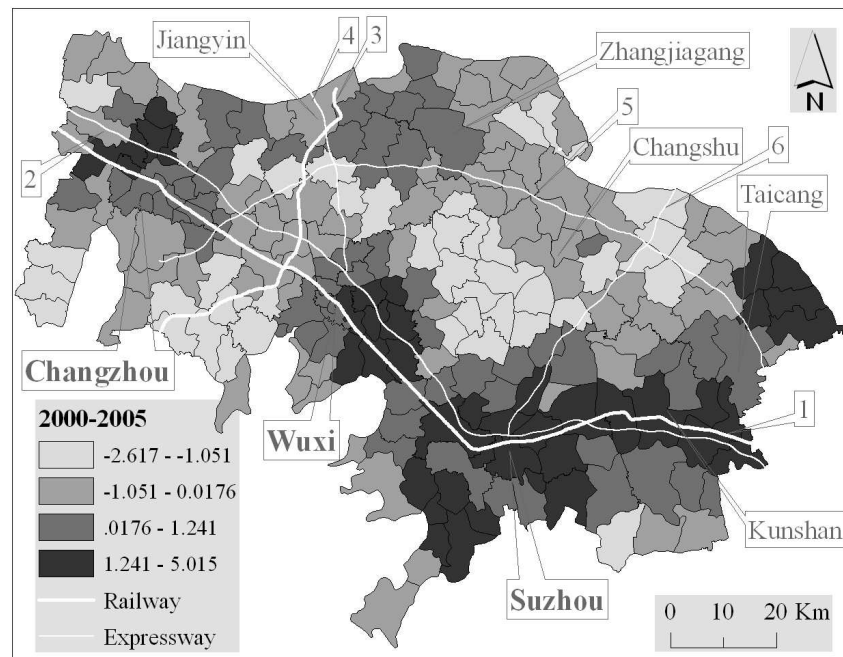 Jiangyin
4
3
Zhangjiagang
N
5
Changshu
6
2
Taicang
Changzhou
2000-2005
-2.617 - -1.051
-1.051 - 0.0176
.0176 - 1.241
1.241 - 5.015
Railway
Expressway
Wuxi
1
Kunshan
Suzhou
0 10 20 Km